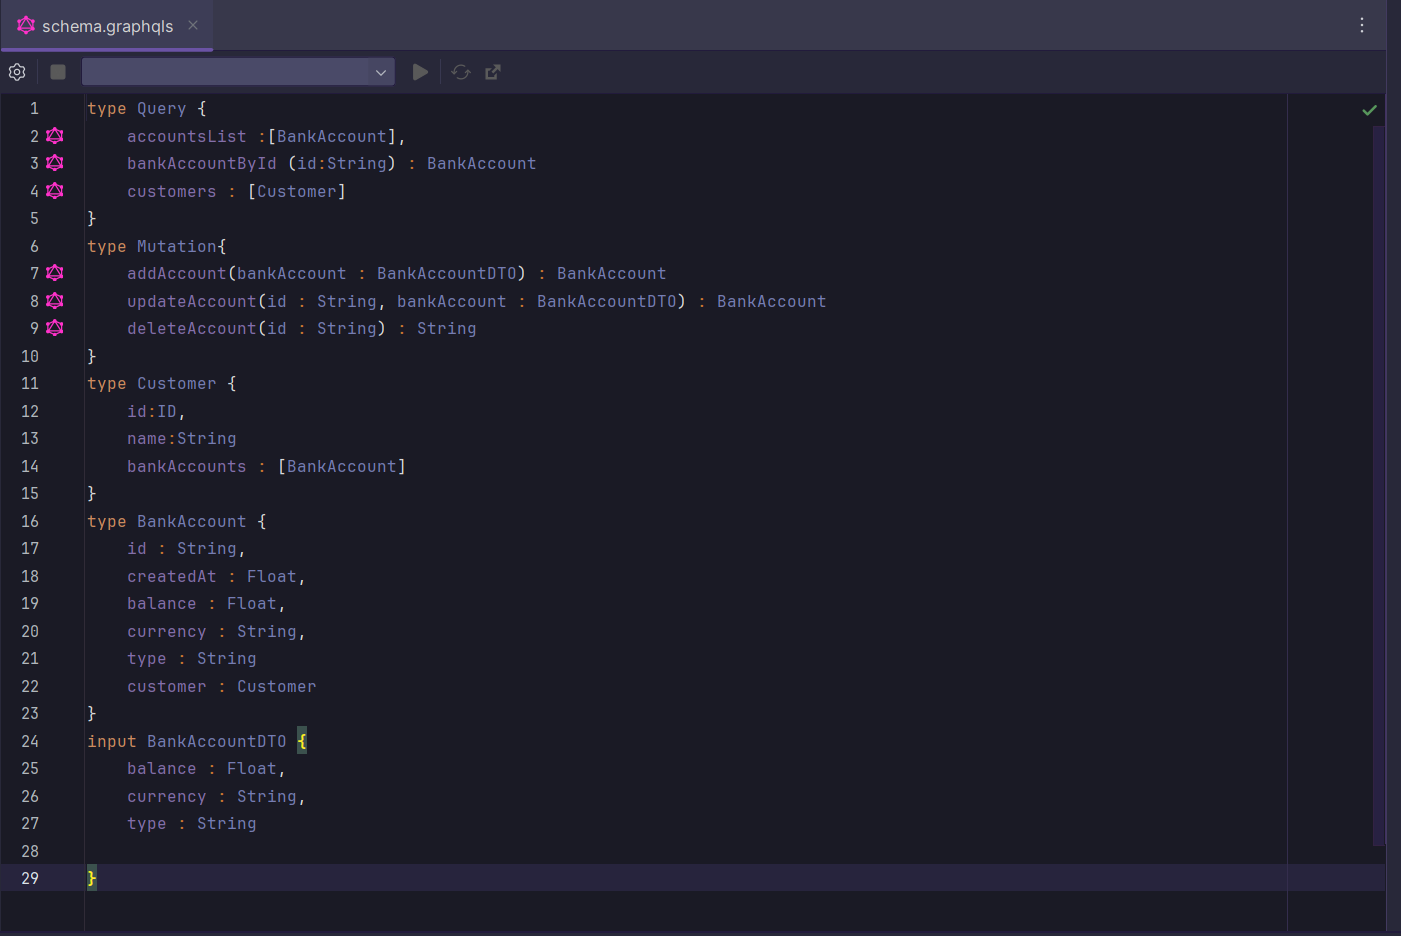 schema.graphqls
1 type Query {
2 accountsList :[BankAccount],
3 bankAccountById (id:String) : BankAccount
4 customers : [Customer]
5 }
6 type Mutation{
7 addAccount(bankAccount : BankAccountDTO) : BankAccount
8 updateAccount(id : String, bankAccount : BankAccountDTO) : BankAccount
9 deleteAccount(id : String) : String
10 }
11 type Customer {
12 id:ID,
13 name:String
14 bankAccounts : [BankAccount]
15 }
16 type BankAccount {
17 id : String,
18 createdAt : Float,
19 balance : Float,
20 currency : String,
21 type : String
22 customer : Customer
23 }
24 input BankAccountDTO {
25 balance : Float,
26 currency : String,
27 type : String
28
29 }